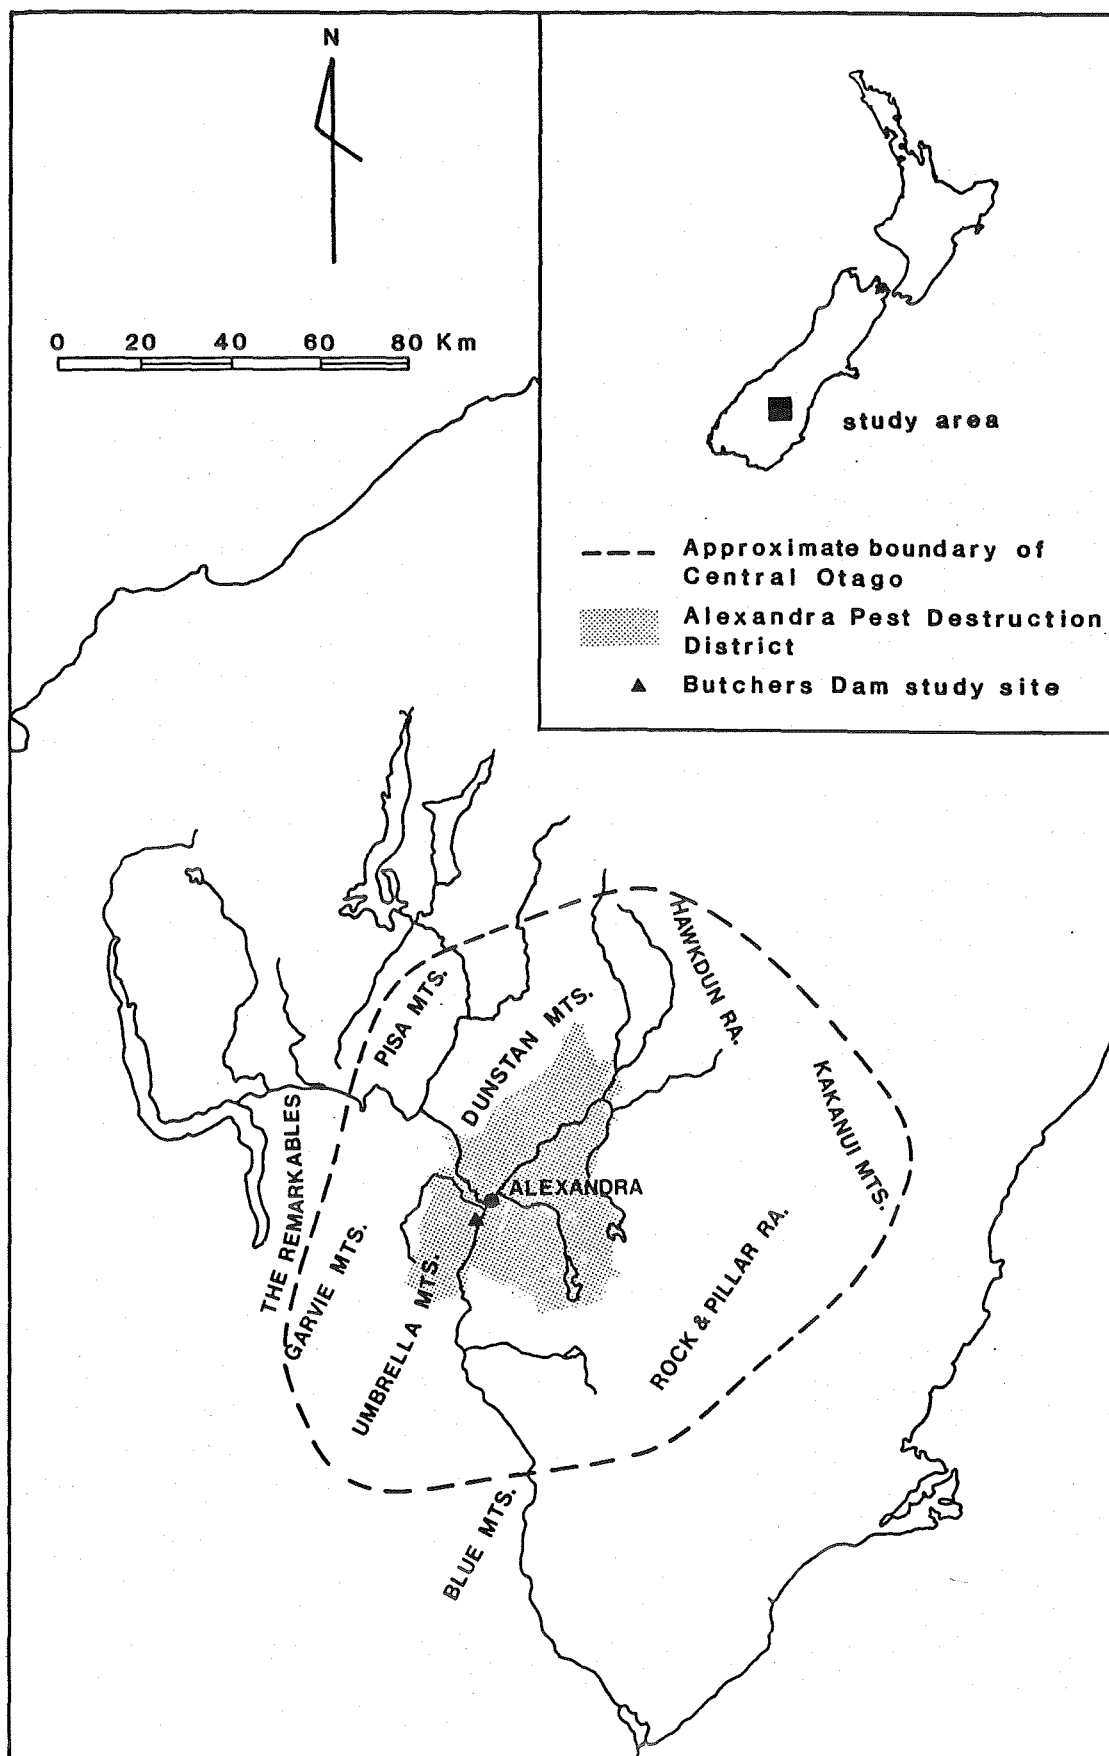 N
0 20 40 60 80 Km
study area
Approximate boundary of
Central Otago
Alexandra Pest Destruction
District
Butchers Dam study site
HAWKDUN RA.
PISA MTS.
DUNSTAN MTS.
KAKANUI MTS.
THE REMARKABLES
ALEXANDRA
GARVIE MTS.
UMBRELLA MTS.
ROCK & PILLAR RA.
BLUE MTS.